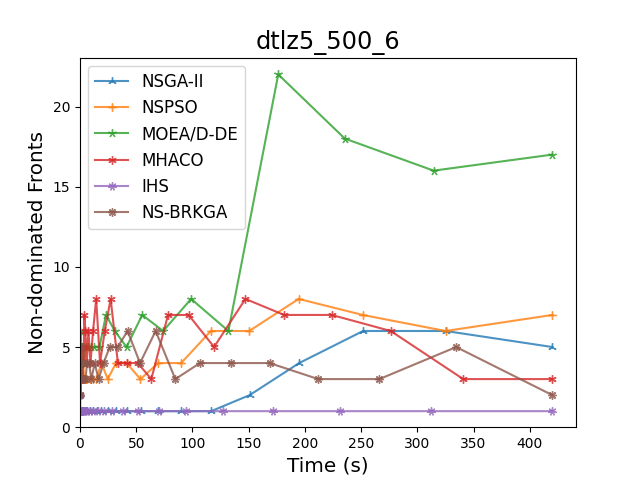 dtlz5_500_6
NSGA-II
NSPSO
MOEA/D-DE
MHACO
IHS
NS-BRKGA
Non-dominated Fronts
20
15
10
5
0
0 50 100 150 200 250 300 350 400
Time (s)